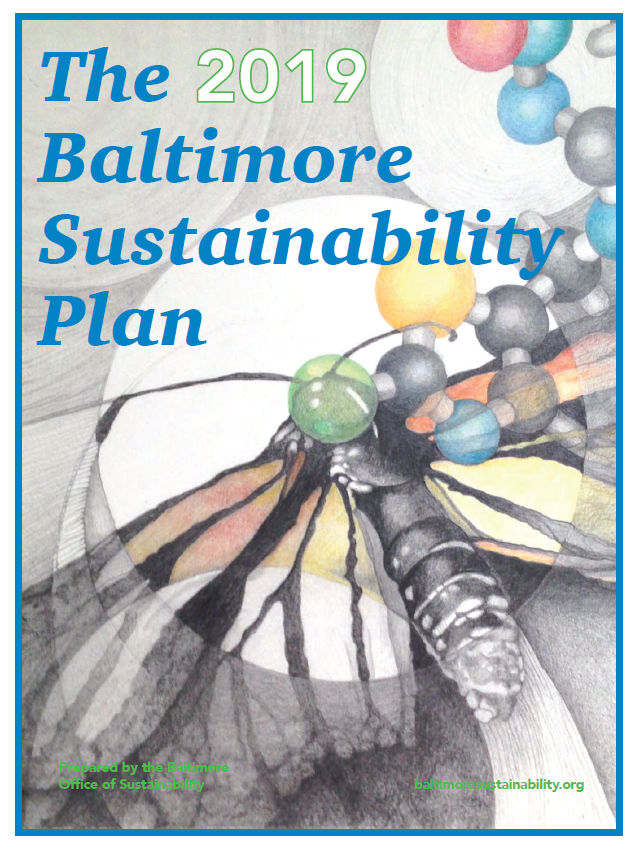 The 2019
Baltimore
Sustainability
Plan
Prepared by the Baltimore
Office of Sustainability
baltimoresustainability.org